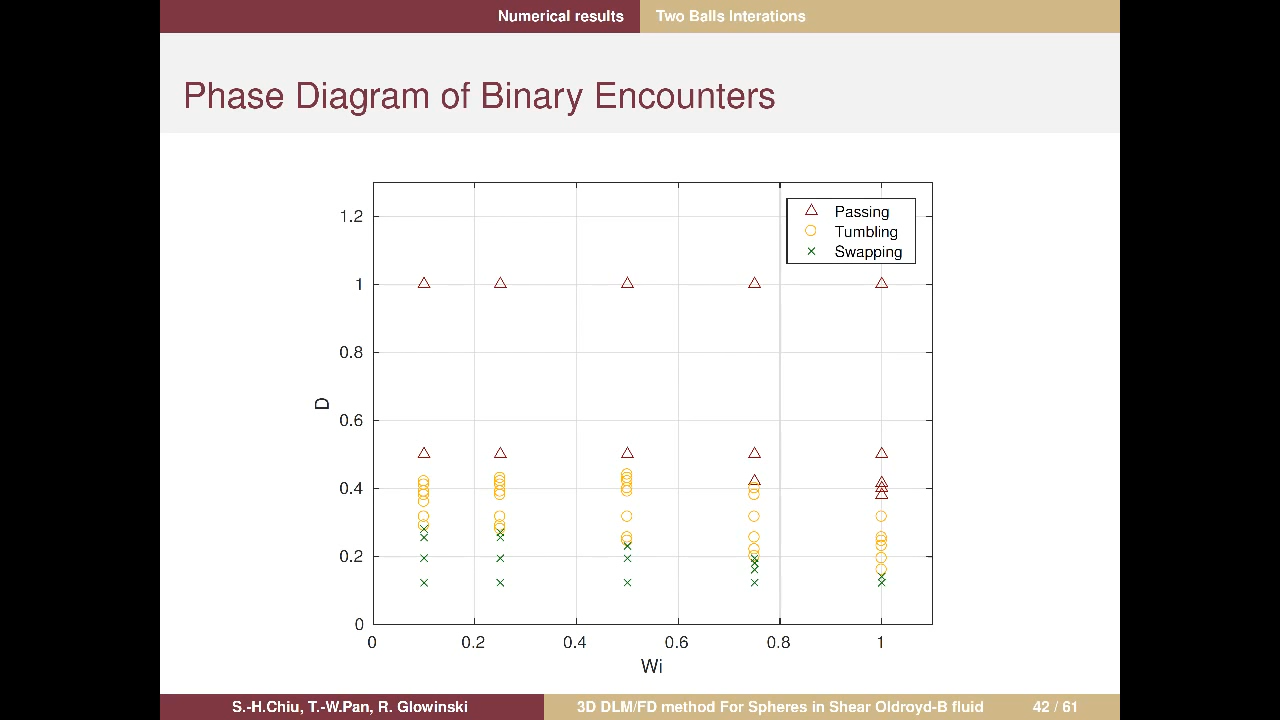 Numerical results
Two Balls Interations
Phase Diagram of Binary Encounters
Passing
Tumbling
Swapping
1.2
1
0.8
0.6
0.4
0.2
0
D
0 0.2 0.4 0.6 0.8 1
Wi
S.-H.Chiu, T.-W.Pan, R. Glowinski
3D DLM/FD method For Spheres in Shear Oldroyd-B fluid
42 / 61